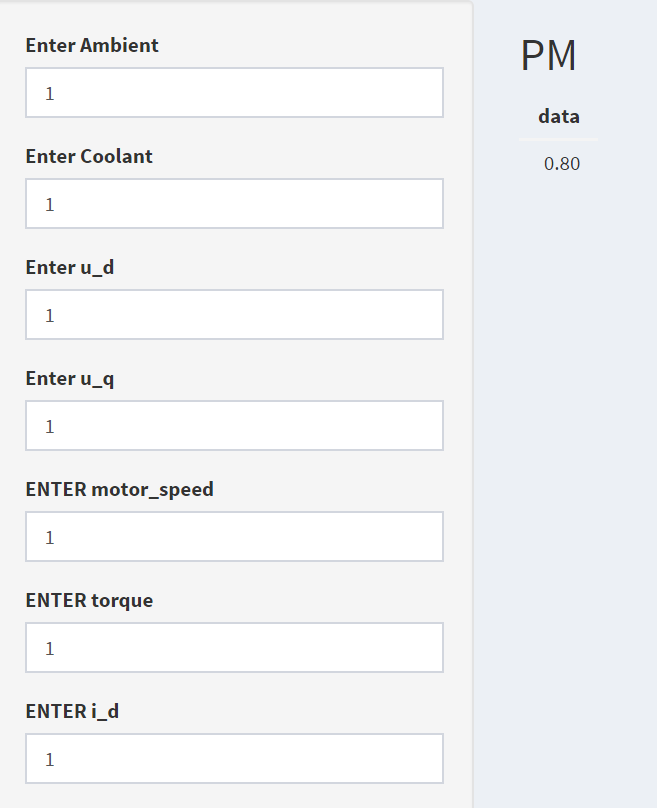 Enter Ambient
1
Enter Coolant
1
Enter u_d
1
Enter u_q
1
ENTER motor_speed
1
ENTER torque
1
ENTER i_d
1
PM
data
0.80